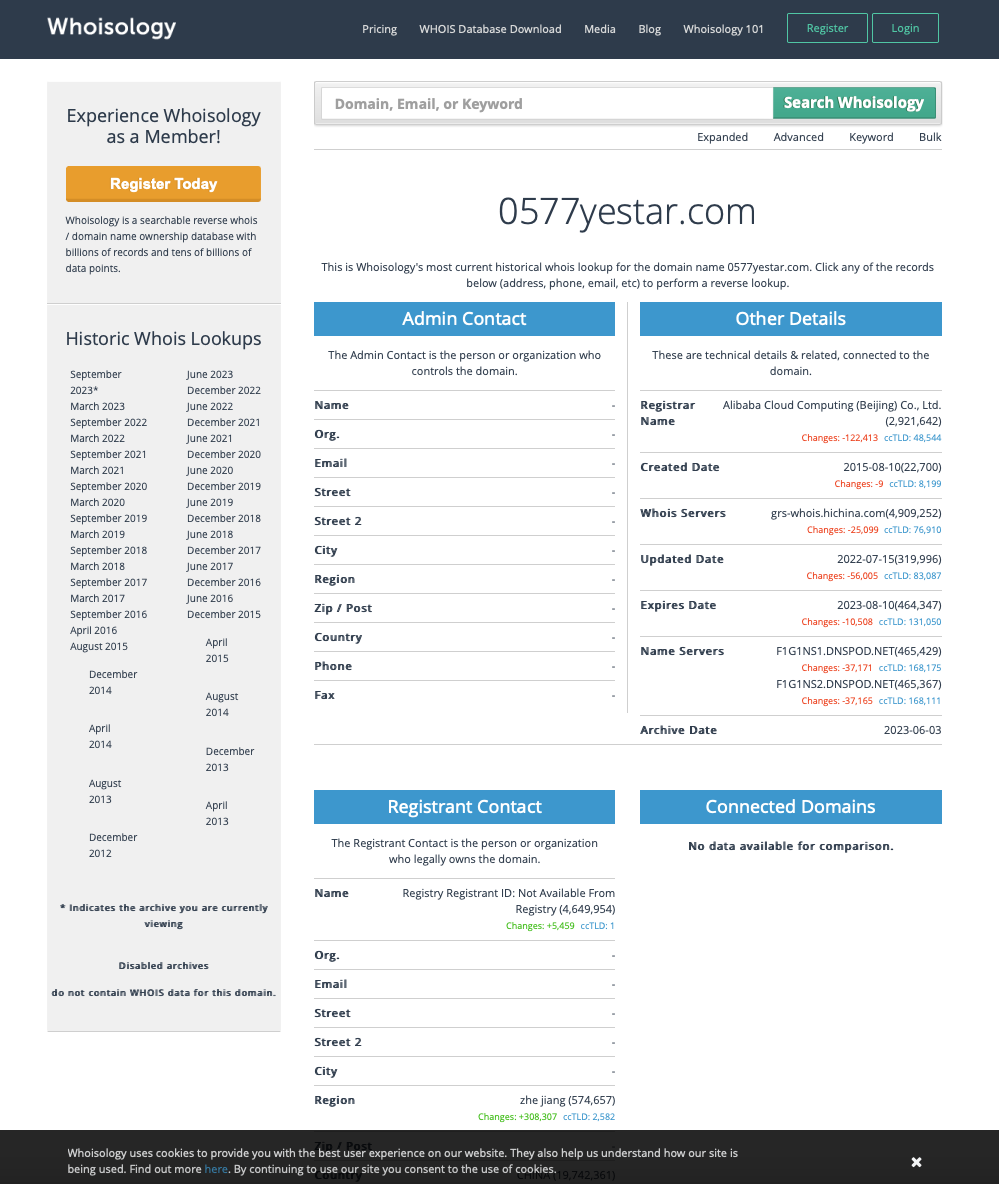 Whoisology
Pricing
WHOIS Database Download
Media
Blog
Whoisology 101
Register
Login
Experience Whoisology
as a Member!
Register Today
Whoisology is a searchable reverse whois
/ domain name ownership database with
billions of records and tens of billions of
data points.
Historic Whois Lookups
September
2023*
March 2023
September 2022
March 2022
September 2021
March 2021
September 2020
March 2020
September 2019
March 2019
September 2018
March 2018
September 2017
March 2017
September 2016
April 2016
August 2015
December
2014
April
2014
August
2013
December
2012
June 2023
December 2022
June 2022
December 2021
June 2021
December 2020
June 2020
December 2019
June 2019
December 2018
June 2018
December 2017
June 2017
December 2016
June 2016
December 2015
April
2015
August
2014
December
2013
April
2013
* Indicates the archive you are currently
viewing
Disabled archives
do not contain WHOIS data for this domain.
Domain, Email, or Keyword
Search Whoisology
Expanded
Advanced
Keyword
Bulk
0577yestar.com
This is Whoisology's most current historical whois lookup for the domain name 0577yestar.com. Click any of the records
below (address, phone, email, etc) to perform a reverse lookup.
Admin Contact
The Admin Contact is the person or organization who
controls the domain.
Name -
Org. -
Email -
Street -
Street 2 -
City -
Region -
Zip / Post -
Country -
Phone -
Fax -
Other Details
These are technical details & related, connected to the
domain.
Registrar Alibaba Cloud Computing (Beijing) Co., Ltd.
Name (2,921,642)
Changes: -122,413 ccTLD: 48,544
Created Date 2015-08-10(22,700)
Changes: -9 ccTLD: 8,199
Whois Servers grs-whois.hichina.com(4,909,252)
Changes: -25,099 ccTLD: 76,910
Updated Date 2022-07-15(319,996)
Changes: -56,005 ccTLD: 83,087
Expires Date 2023-08-10(464,347)
Changes: -10,508 ccTLD: 131,050
Name Servers F1G1NS1.DNSPOD.NET(465,429)
Changes: -37,171 ccTLD: 168,175
F1G1NS2.DNSPOD.NET(465,367)
Changes: -37,165 ccTLD: 168,111
Archive Date 2023-06-03
Registrant Contact
The Registrant Contact is the person or organization
who legally owns the domain.
Name Registry Registrant ID: Not Available From
Registry (4,649,954)
Changes: +5,459 ccTLD: 1
Org. -
Email -
Street -
Street 2 -
City -
Region zhe jiang (574,657)
Changes: +308,307 ccTLD: 2,582
Zip / Post -
Country CHINA (19,742,361)
Connected Domains
No data available for comparison.
Whoisology uses cookies to provide you with the best user experience on our website. They also help us understand how our site is
being used. Find out more here. By continuing to use our site you consent to the use of cookies.